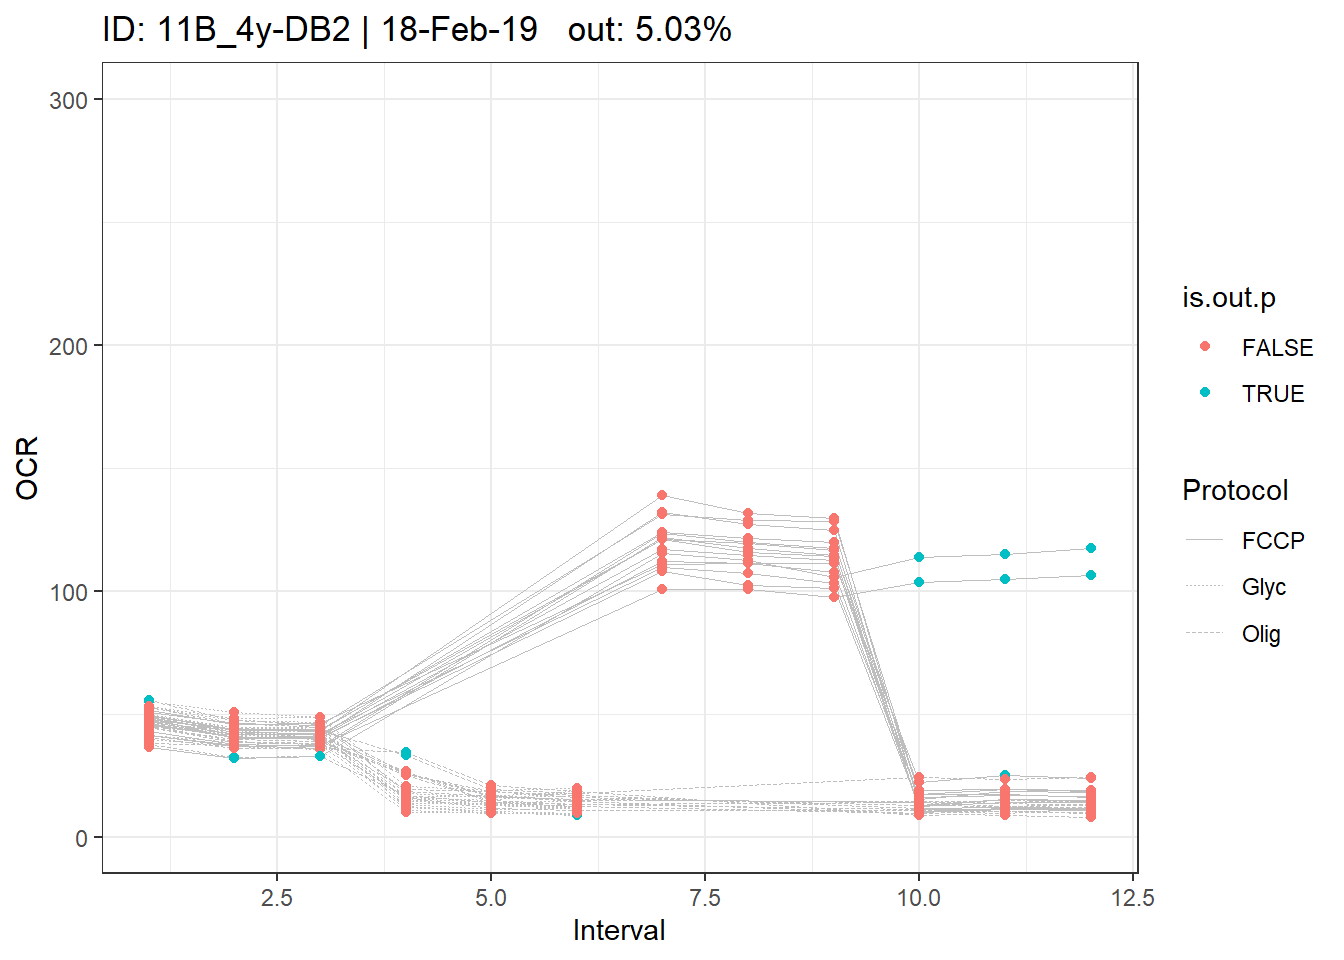 ID: 11B_4y-DB2 | 18-Feb-19   out: 5.03%
300
200
100
0
OCR
2.5
5.0
7.5
10.0
12.5
Interval
is.out.p
FALSE
TRUE
Protocol
FCCP
Glyc
Olig